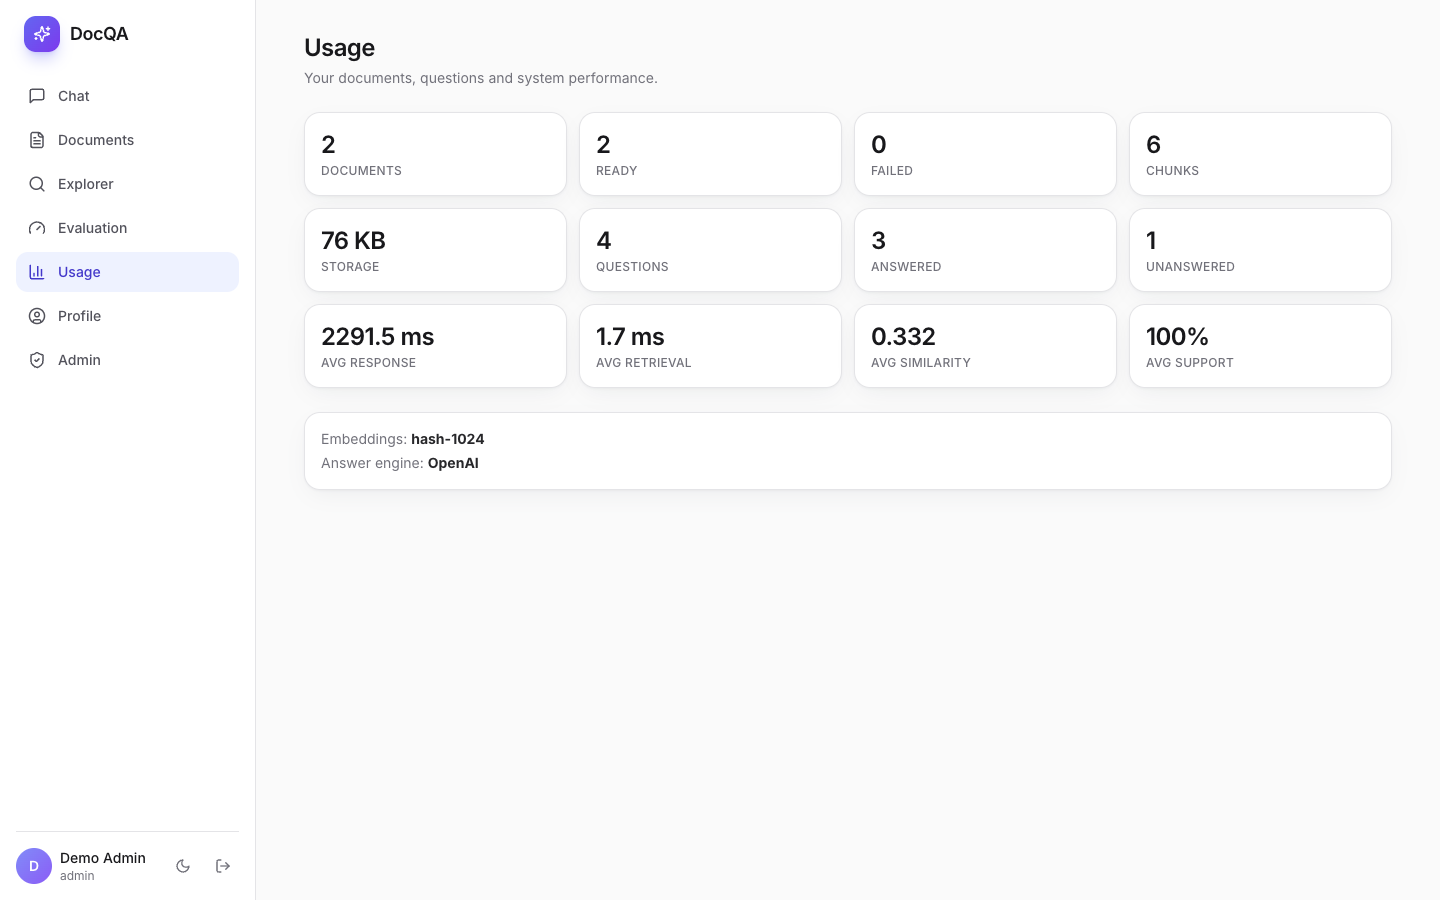 DocQA
Chat
Documents
Explorer
Evaluation
Usage
Profile
Admin
D
Demo Admin
admin
Usage
Your documents, questions and system performance.
2
DOCUMENTS
2
READY
0
FAILED
6
CHUNKS
76 KB
STORAGE
4
QUESTIONS
3
ANSWERED
1
UNANSWERED
2291.5 ms
AVG RESPONSE
1.7 ms
AVG RETRIEVAL
0.332
AVG SIMILARITY
100%
AVG SUPPORT
Embeddings: hash-1024
Answer engine: OpenAI